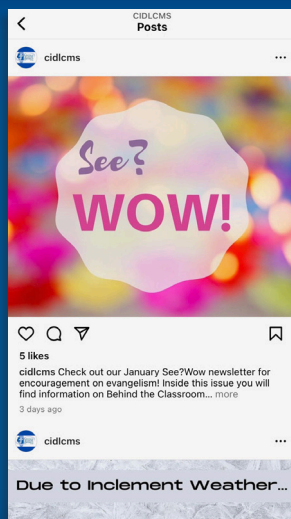 CIDLCMS
Posts
cidlcms
See?
WOW!
5 likes
cidlcms Check out our January See?Wow newsletter for
encouragement on evangelism! Inside this issue you will
find information on Behind the Classroom... more
3 days ago
cidlcms
Due to Inclement Weather...